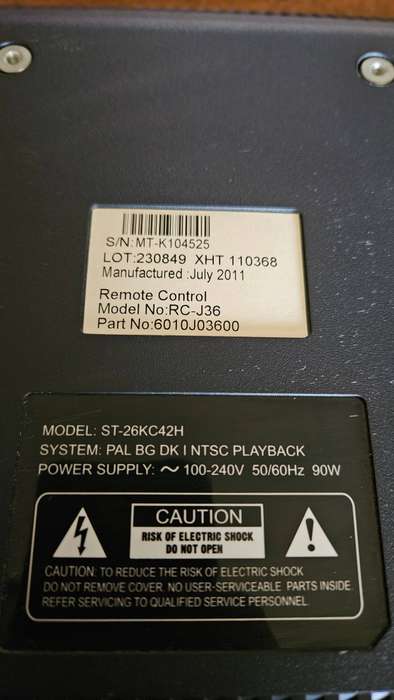 S/N:MT-K104525
LOT:230849 XHT 110368
Manufactured :July 2011
Remote Control
Model No:RC-J36
Part No:6010J03600
MODEL: ST-26KC42H
SYSTEM: PAL BG DK I NTSC PLAYBACK
POWER SUPPLY: ~ 100-240V 50/60Hz 90W
CAUTION
RISK OF ELECTRIC SHOCK
DO NOT OPEN
CAUTION: TO REDUCE THE RISK OF ELECTRIC SHOCK
DO NOT REMOVE COVER. NO USER-SERVICEABLE PARTS INSIDE.
REFER SERVICING TO QUALIFIED SERVICE PERSONNEL.